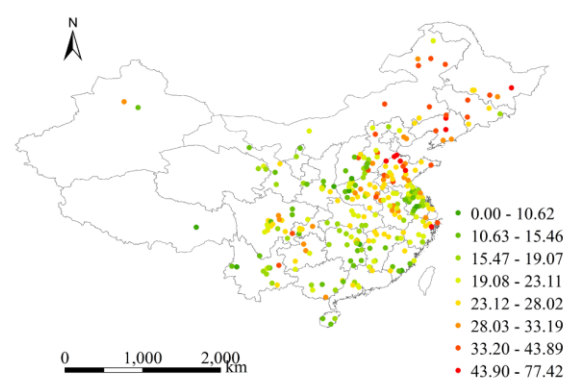 N
0.00 - 10.62
10.63 - 15.46
15.47 - 19.07
19.08 - 23.11
23.12 - 28.02
28.03 - 33.19
33.20 - 43.89
43.90 - 77.42
0 1,000 2,000
km